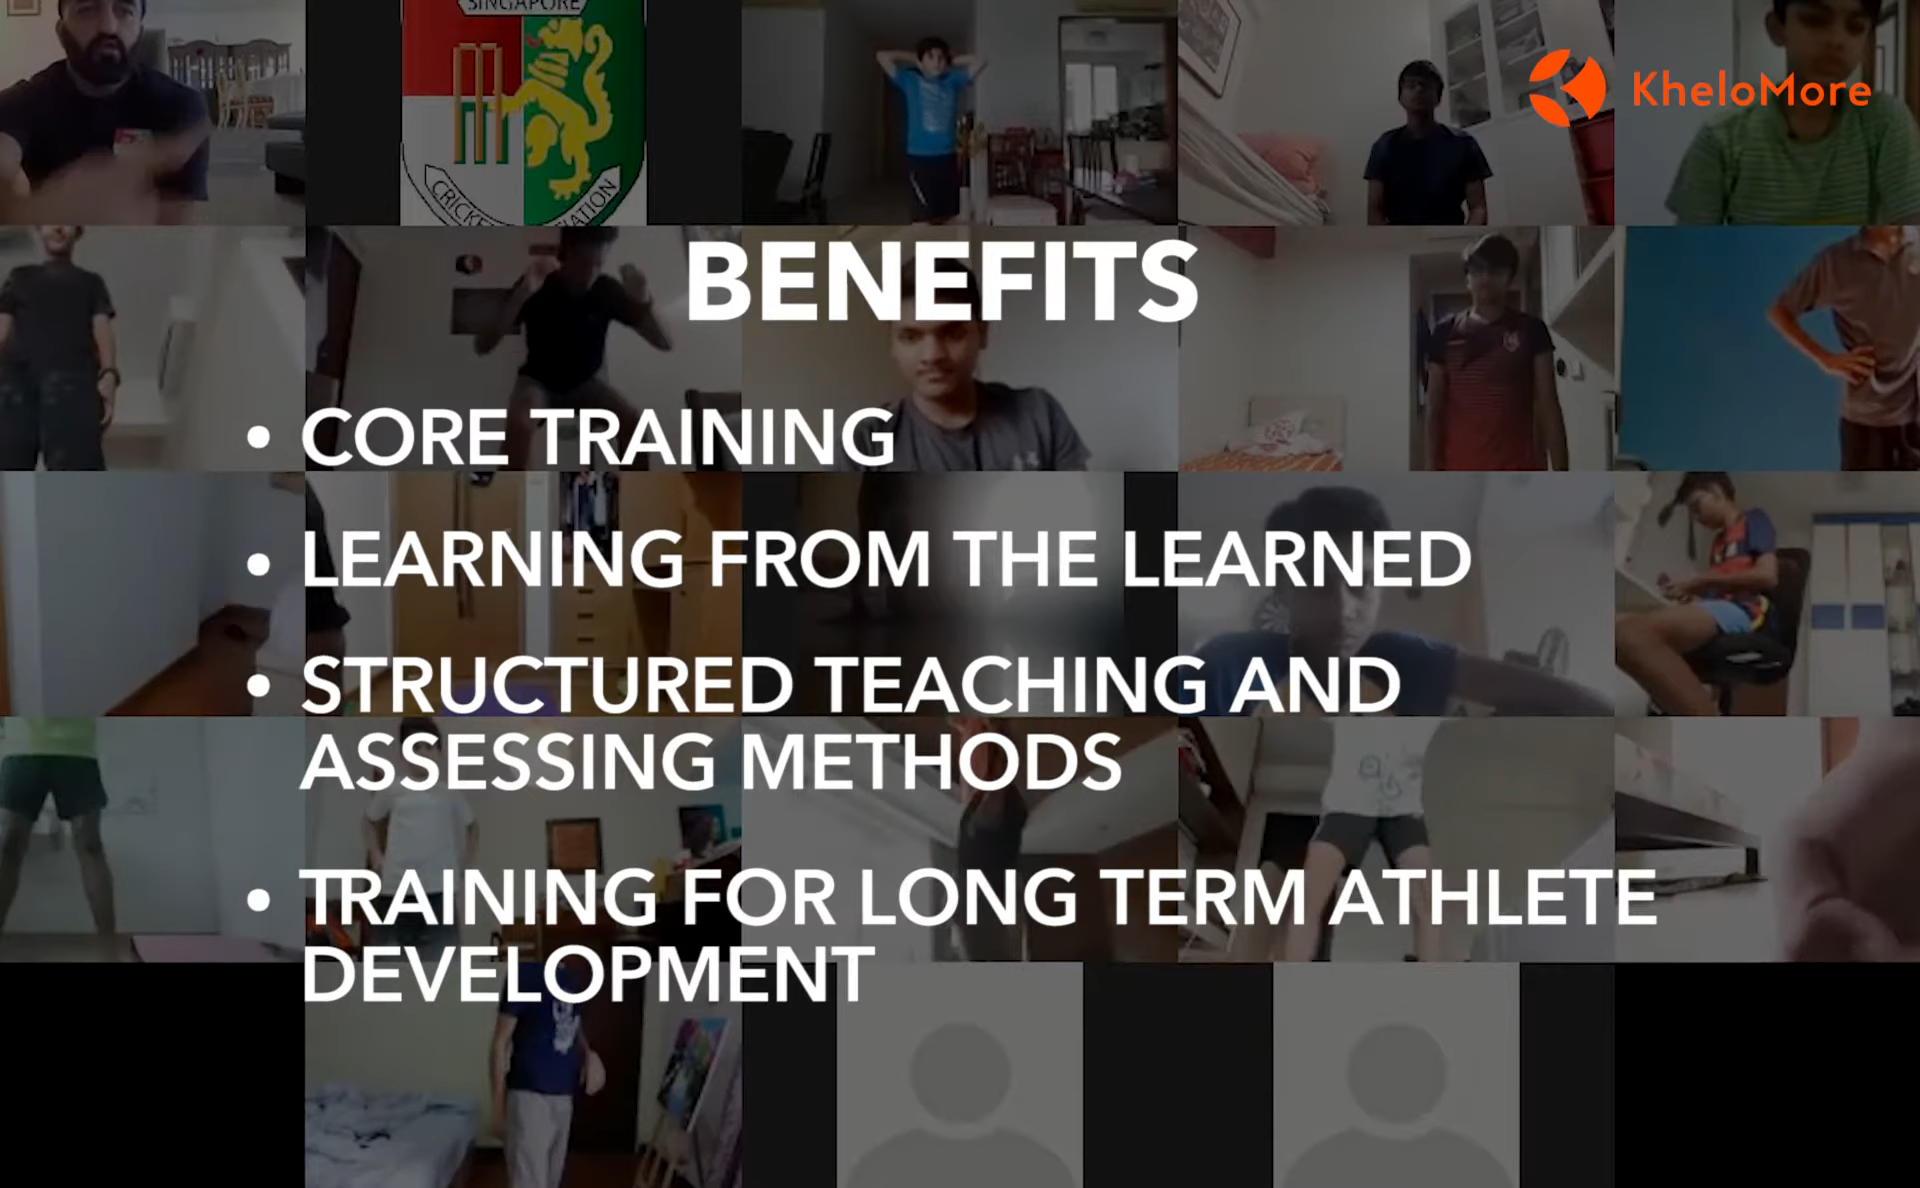 SINGAPORE
CRICKET
KheloMore
BENEFITS
• CORE TRAINING
• LEARNING FROM THE LEARNED
• STRUCTURED TEACHING AND
ASSESSING METHODS
• TRAINING FOR LONG TERM ATHLETE
DEVELOPMENT